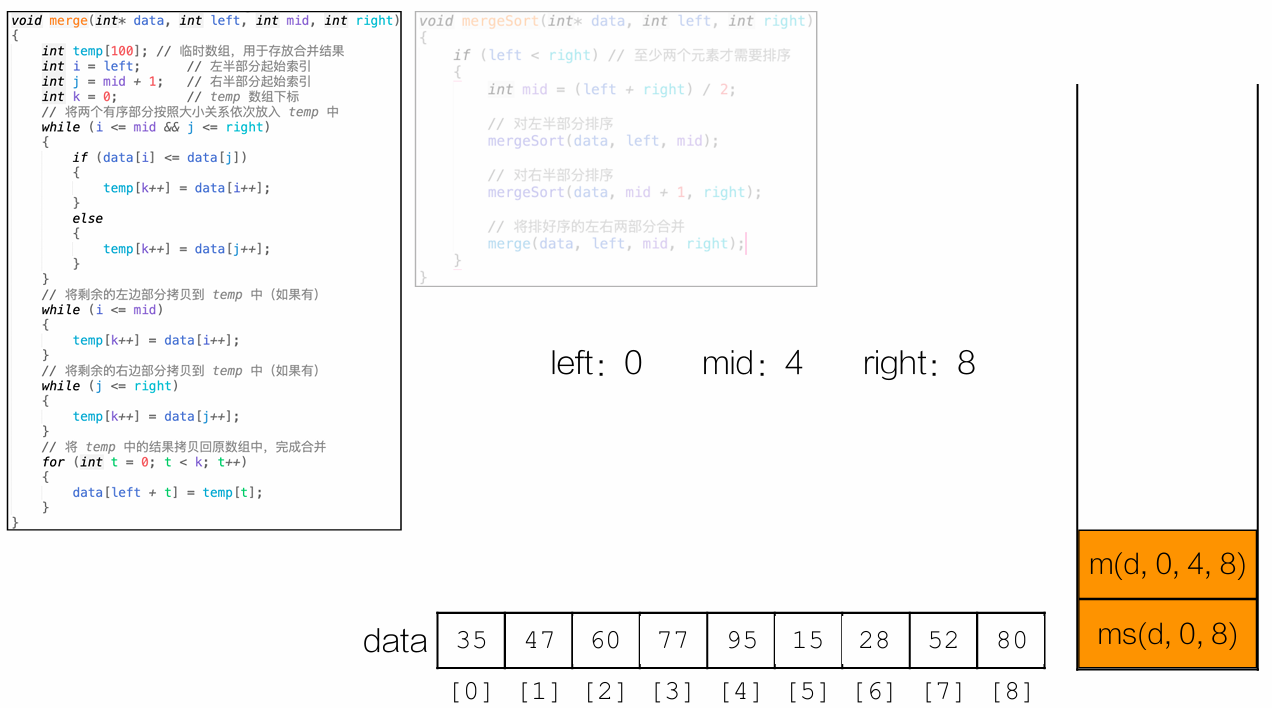 void merge(int* data, int left, int mid, int right)
{
    int temp[100]; // 临时数组，用于存放合并结果
    int i = left;      // 左半部分起始索引
    int j = mid + 1;   // 右半部分起始索引
    int k = 0;         // temp 数组下标
    // 将两个有序部分按照大小关系依次放入 temp 中
    while (i <= mid && j <= right)
    {
        if (data[i] <= data[j])
        {
            temp[k++] = data[i++];
        }
        else
        {
            temp[k++] = data[j++];
        }
    }
    // 将剩余的左边部分拷贝到 temp 中（如果有）
    while (i <= mid)
    {
        temp[k++] = data[i++];
    }
    // 将剩余的右边部分拷贝到 temp 中（如果有）
    while (j <= right)
    {
        temp[k++] = data[j++];
    }
    // 将 temp 中的结果拷贝回原数组中，完成合并
    for (int t = 0; t < k; t++)
    {
        data[left + t] = temp[t];
    }
}
void mergeSort(int* data, int left, int right)
{
    if (left < right) // 至少两个元素才需要排序
    {
        int mid = (left + right) / 2;
        // 对左半部分排序
        mergeSort(data, left, mid);
        // 对右半部分排序
        mergeSort(data, mid + 1, right);
        // 将排好序的左右两部分合并
        merge(data, left, mid, right);
    }
}
left：0 mid：4 right：8
m(d, 0, 4, 8)
ms(d, 0, 8)
data 35 47 60 77 95 15 28 52 80
[0] [1] [2] [3] [4] [5] [6] [7] [8]